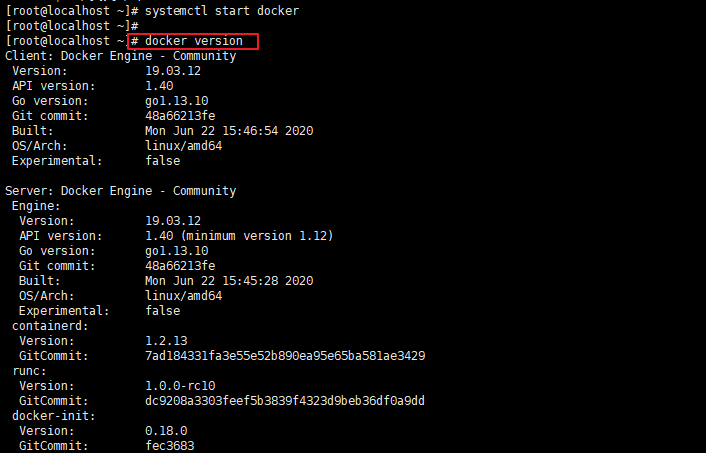 [root@localhost ~]# systemctl start docker
[root@localhost ~]#
[root@localhost ~]# docker version
Client: Docker Engine - Community
 Version:           19.03.12
 API version:       1.40
 Go version:        go1.13.10
 Git commit:        48a66213fe
 Built:             Mon Jun 22 15:46:54 2020
 OS/Arch:           linux/amd64
 Experimental:      false

Server: Docker Engine - Community
 Engine:
  Version:          19.03.12
  API version:      1.40 (minimum version 1.12)
  Go version:       go1.13.10
  Git commit:       48a66213fe
  Built:            Mon Jun 22 15:45:28 2020
  OS/Arch:          linux/amd64
  Experimental:     false
 containerd:
  Version:          1.2.13
  GitCommit:        7ad184331fa3e55e52b890ea95e65ba581ae3429
 runc:
  Version:          1.0.0-rc10
  GitCommit:        dc9208a3303feef5b3839f4323d9beb36df0a9dd
 docker-init:
  Version:          0.18.0
  GitCommit:        fec3683